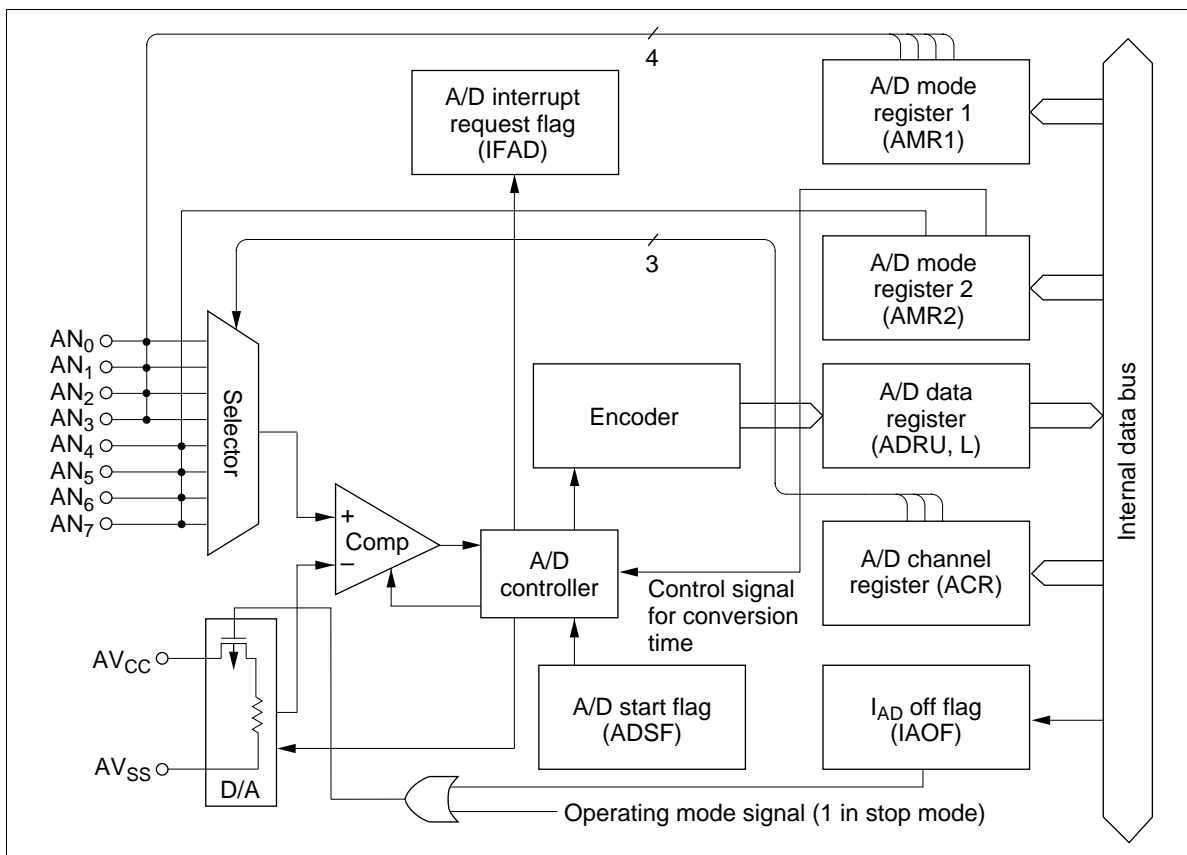 4
A/D interrupt
request flag
(IFAD)
A/D mode
register 1
(AMR1)
3
A/D mode
register 2
(AMR2)
AN0
AN1
AN2
AN3
AN4
AN5
AN6
AN7
Selector
Encoder
A/D data
register
(ADRU, L)
Internal data bus
+
Comp
–
A/D
controller
Control signal
for conversion
time
A/D channel
register (ACR)
AVCC
AVSS
D/A
A/D start flag
(ADSF)
IAD off flag
(IAOF)
Operating mode signal (1 in stop mode)